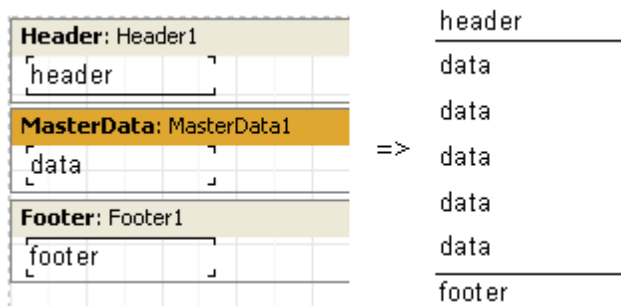 Header: Header1
header
MasterData: MasterData1
data
Footer: Footer1
footer
=>
header
data
data
data
data
data
footer